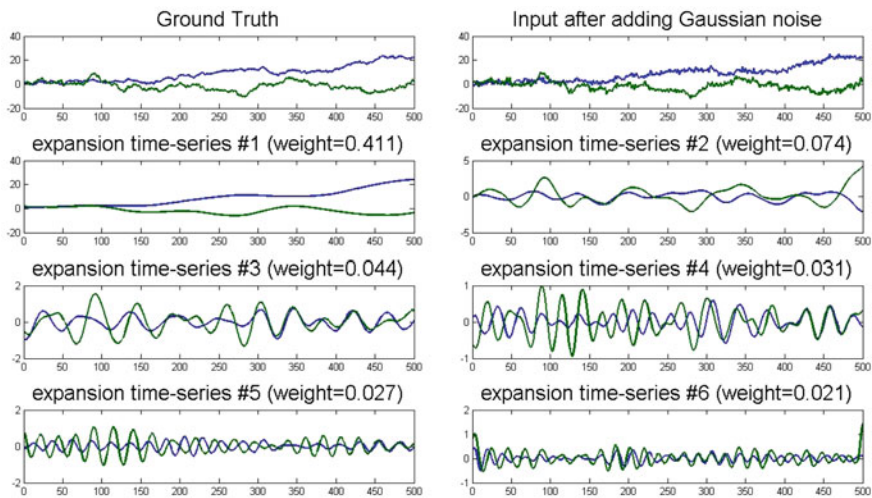 Ground Truth
Input after adding Gaussian noise
40
20
0
-20
0 50 100 150 200 250 300 350 400 450 500
40
20
0
-20
0 50 100 150 200 250 300 350 400 450 500
expansion time-series #1 (weight=0.411)
expansion time-series #2 (weight=0.074)
40
20
0
-20
0 50 100 150 200 250 300 350 400 450 500
5
0
-5
0 50 100 150 200 250 300 350 400 450 500
expansion time-series #3 (weight=0.044)
expansion time-series #4 (weight=0.031)
2
0
-2
0 50 100 150 200 250 300 350 400 450 500
1
0
-1
0 50 100 150 200 250 300 350 400 450 500
expansion time-series #5 (weight=0.027)
expansion time-series #6 (weight=0.021)
2
0
-2
0 50 100 150 200 250 300 350 400 450 500
2
0
-1
0 50 100 150 200 250 300 350 400 450 500